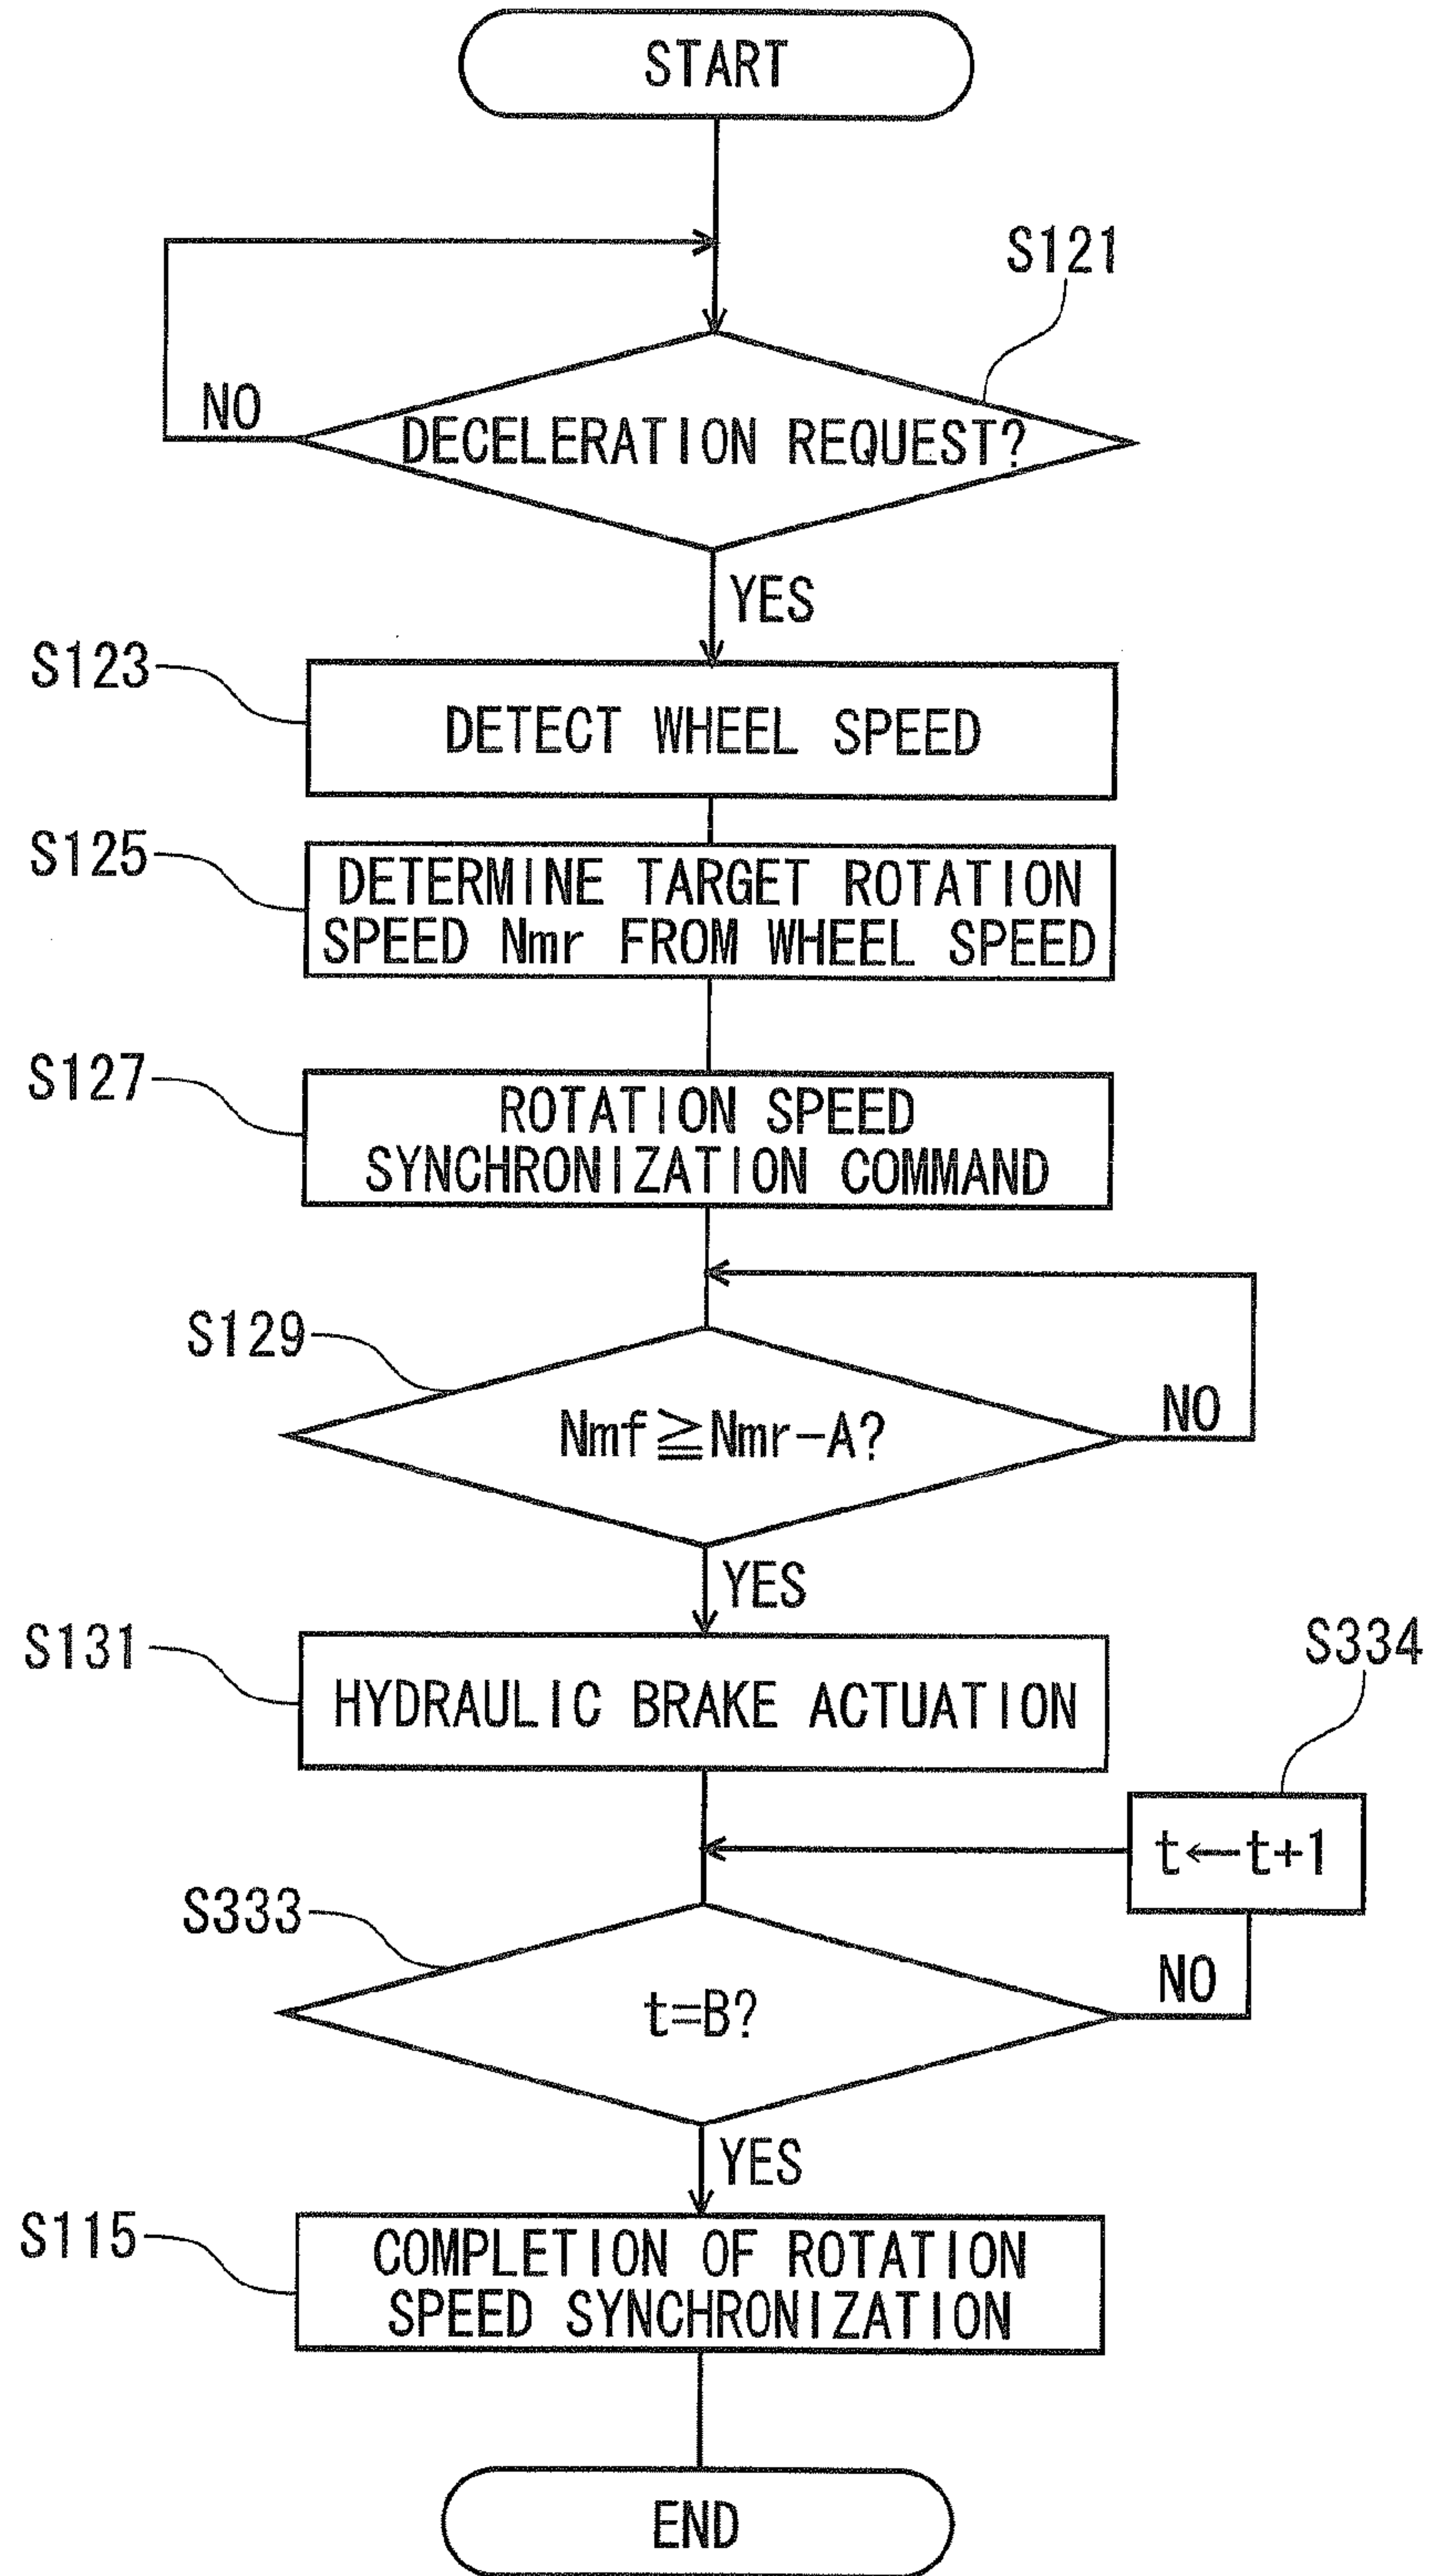 START
S121
NO
DECELERATION REQUEST?
YES
S123
DETECT WHEEL SPEED
S125
DETERMINE TARGET ROTATION
SPEED Nmr FROM WHEEL SPEED
S127
ROTATION SPEED
SYNCHRONIZATION COMMAND
S129
Nmf≧Nmr-A?
NO
YES
S131
HYDRAULIC BRAKE ACTUATION
S334
t←t+1
S333
t=B?
NO
YES
S115
COMPLETION OF ROTATION
SPEED SYNCHRONIZATION
END